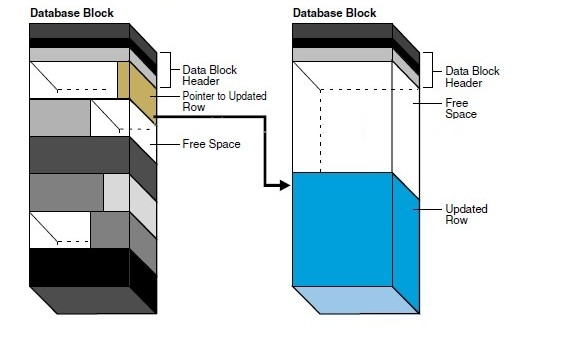 Database Block
Data Block
Header
Pointer to Updated
Row
Free Space
Database Block
Data Block
Header
Free
Space
Updated
Row